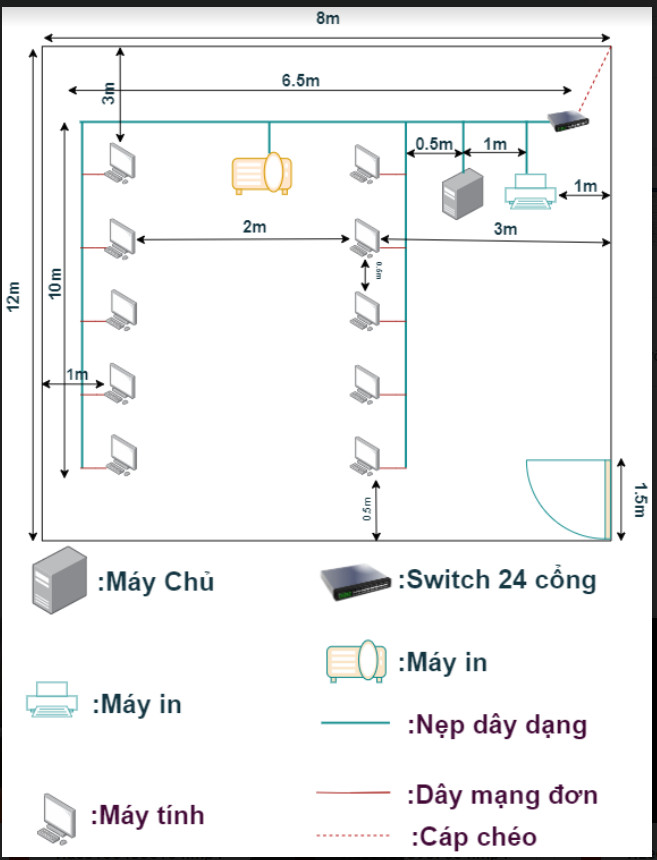 8m
6.5m
3m
0.5m
1m
1m
2m
3m
0.6m
10m
12m
1m
0.5m
1.5m
:Máy Chủ
:Switch 24 cổng
:Máy in
:Máy in
:Nẹp dây dạng
:Dây mạng đơn
:Máy tính
:Cáp chéo